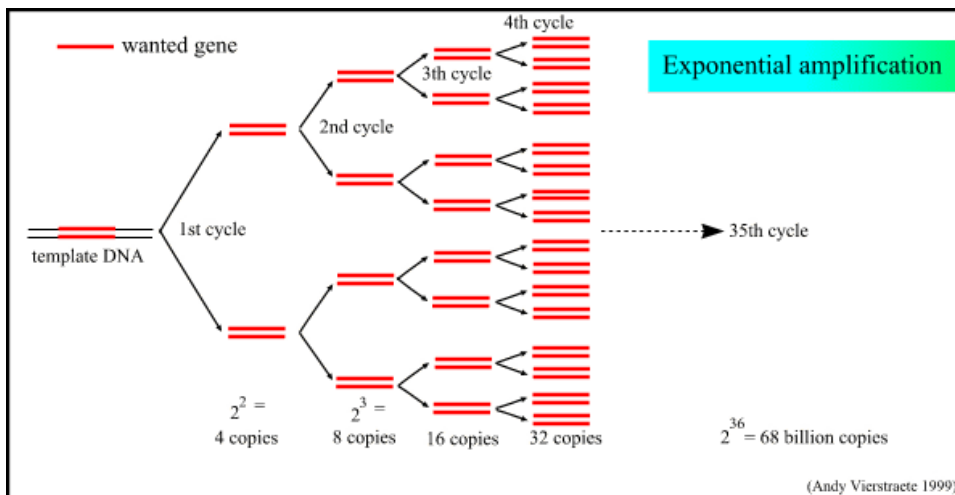 wanted gene
4th cycle
Exponential amplification
3th cycle
2nd cycle
1st cycle
template DNA
35th cycle
2^2 =
4 copies
2^3 =
8 copies
16 copies
32 copies
2^36 = 68 billion copies
(Andy Vierstraete 1999)